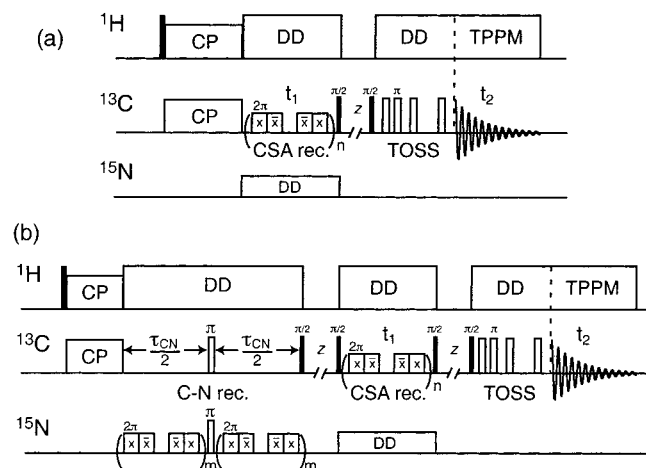 (a)
¹H CP DD DD TPPM
π/2 π/2 π
¹³C CP 2π t₁ z t₂
( x x̄ x̄ x )n
CSA rec. TOSS
¹⁵N DD
(b)
¹H CP DD DD DD TPPM
π π/2 π/2 π/2 π/2 π
¹³C CP τCN/2 τCN/2 z t₁ z t₂
2π ( x x̄ x̄ x )n
C-N rec. CSA rec. TOSS
2π π 2π
¹⁵N ( x x̄ x̄ x )m ( x x̄ x̄ x )m DD